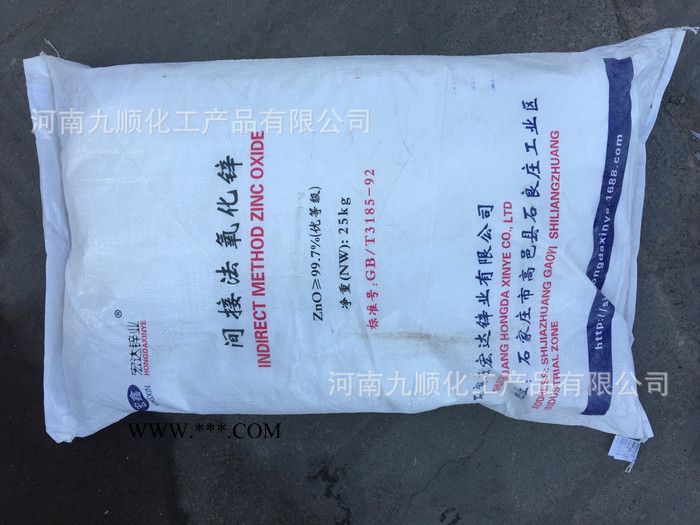 宏达锌业®
HONGDAXINYE
间接法氧化锌
INDIRECT METHOD ZINC OXIDE
ZnO≥99.7%(优等级)
净重(NW): 25kg
标准号: GB/T3185-92
宏达锌业有限公司
HONGDA XINYE CO., LTD
石家庄市高邑县石良庄工业区
ADDRESS: SHIJIAZHUANG GAOYI SHILIANGZHUANG
INDUSTRIAL ZONE
河南九顺化工产品有限公司
河南九顺化工产品有限公司
WWW.***.COM